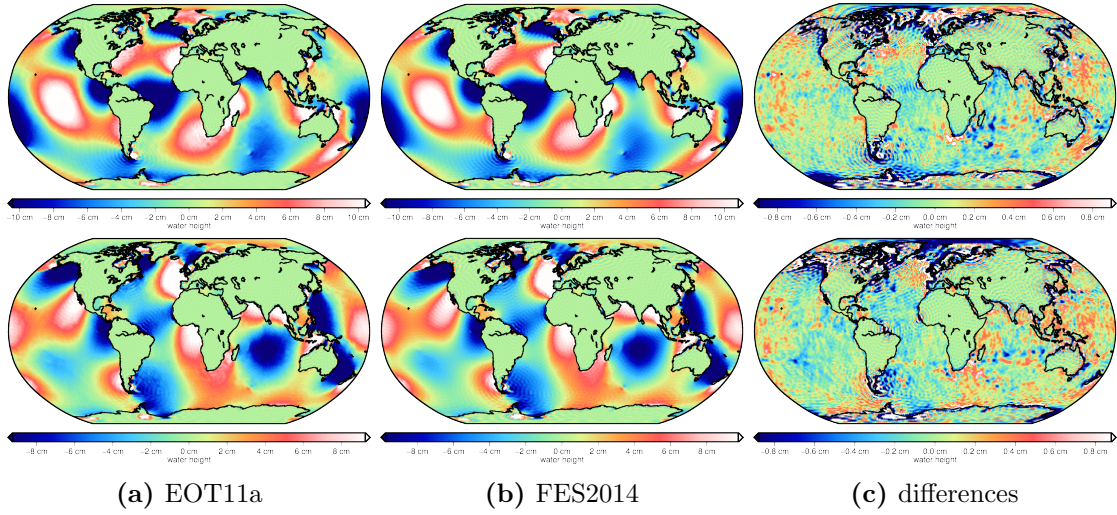 −10 cm −8 cm −6 cm −4 cm −2 cm 0.0 cm 2 cm 4 cm 6 cm 8 cm 10 cm
water height
−10 cm −8 cm −6 cm −4 cm −2 cm 0.0 cm 2 cm 4 cm 6 cm 8 cm 10 cm
water height
−0.8 cm −0.6 cm −0.4 cm −0.2 cm 0.0 cm 0.2 cm 0.4 cm 0.6 cm 0.8 cm
water height
−8 cm −6 cm −4 cm −2 cm 0.0 cm 2 cm 4 cm 6 cm 8 cm
water height
−8 cm −6 cm −4 cm −2 cm 0.0 cm 2 cm 4 cm 6 cm 8 cm
water height
−0.8 cm −0.6 cm −0.4 cm −0.2 cm 0.0 cm 0.2 cm 0.4 cm 0.6 cm 0.8 cm
water height
(a) EOT11a
(b) FES2014
(c) differences